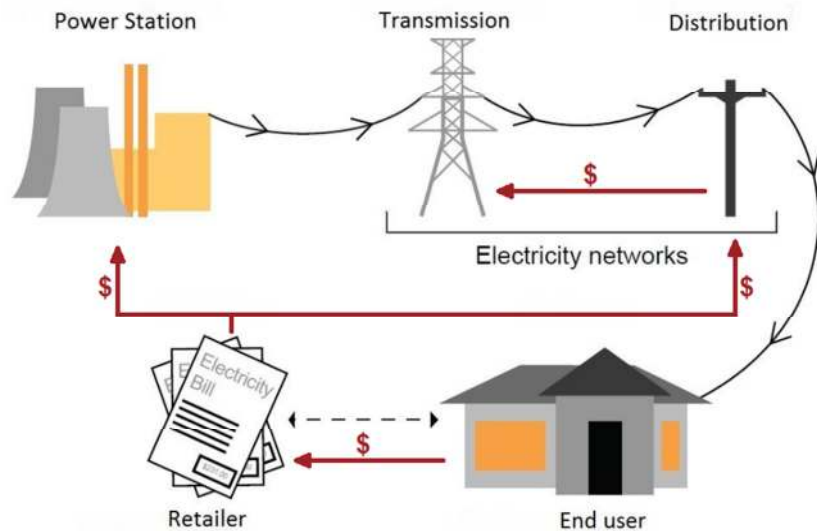 Power Station
Transmission
Distribution
$
Electricity networks
$
$
Electricity
Bill
$
Retailer
End user